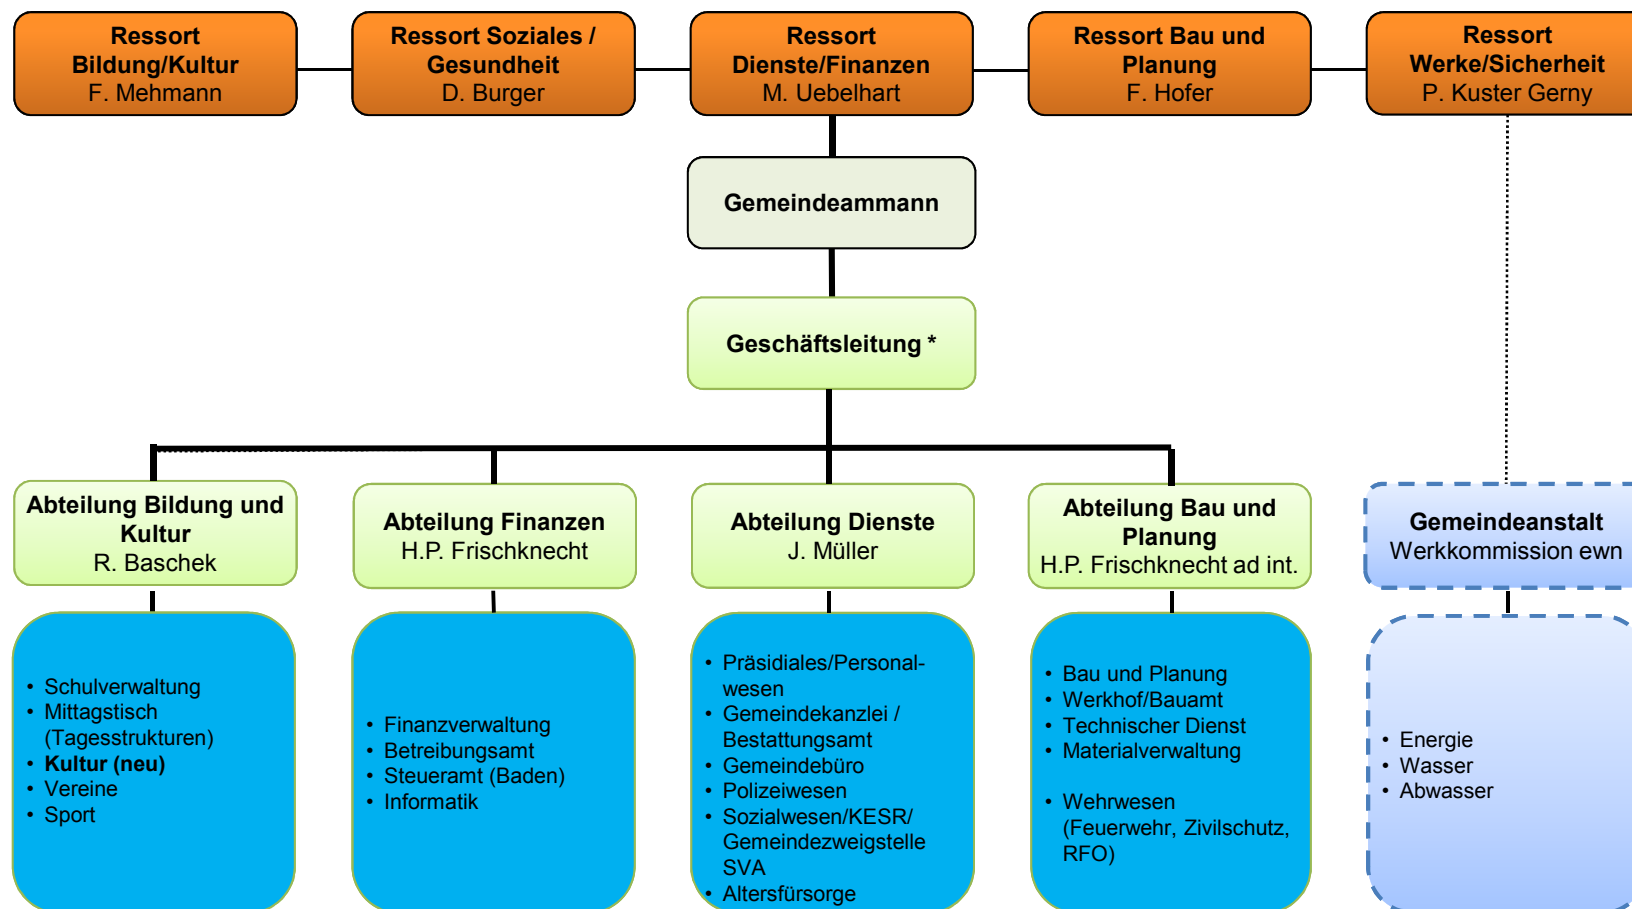 Ressort
Bildung/Kultur
F. Mehmann
Ressort Soziales /
Gesundheit
D. Burger
Ressort
Dienste/Finanzen
M. Uebelhart
Ressort Bau und
Planung
F. Hofer
Ressort
Werke/Sicherheit
P. Kuster Gerny
Gemeindeammann
Geschäftsleitung *
Abteilung Bildung und
Kultur
R. Baschek
Abteilung Finanzen
H.P. Frischknecht
Abteilung Dienste
J. Müller
Abteilung Bau und
Planung
H.P. Frischknecht ad int.
Gemeindeanstalt
Werkkommission ewn
• Schulverwaltung
• Mittagstisch
(Tagesstrukturen)
• Kultur (neu)
• Vereine
• Sport
• Finanzverwaltung
• Betreibungsamt
• Steueramt (Baden)
• Informatik
• Präsidiales/Personal-
wesen
• Gemeindekanzlei /
Bestattungsamt
• Gemeindebüro
• Polizeiwesen
• Sozialwesen/KESR/
Gemeindezweigstelle
SVA
• Altersfürsorge
• Bau und Planung
• Werkhof/Bauamt
• Technischer Dienst
• Materialverwaltung
• Wehrwesen
(Feuerwehr, Zivilschutz,
RFO)
• Energie
• Wasser
• Abwasser